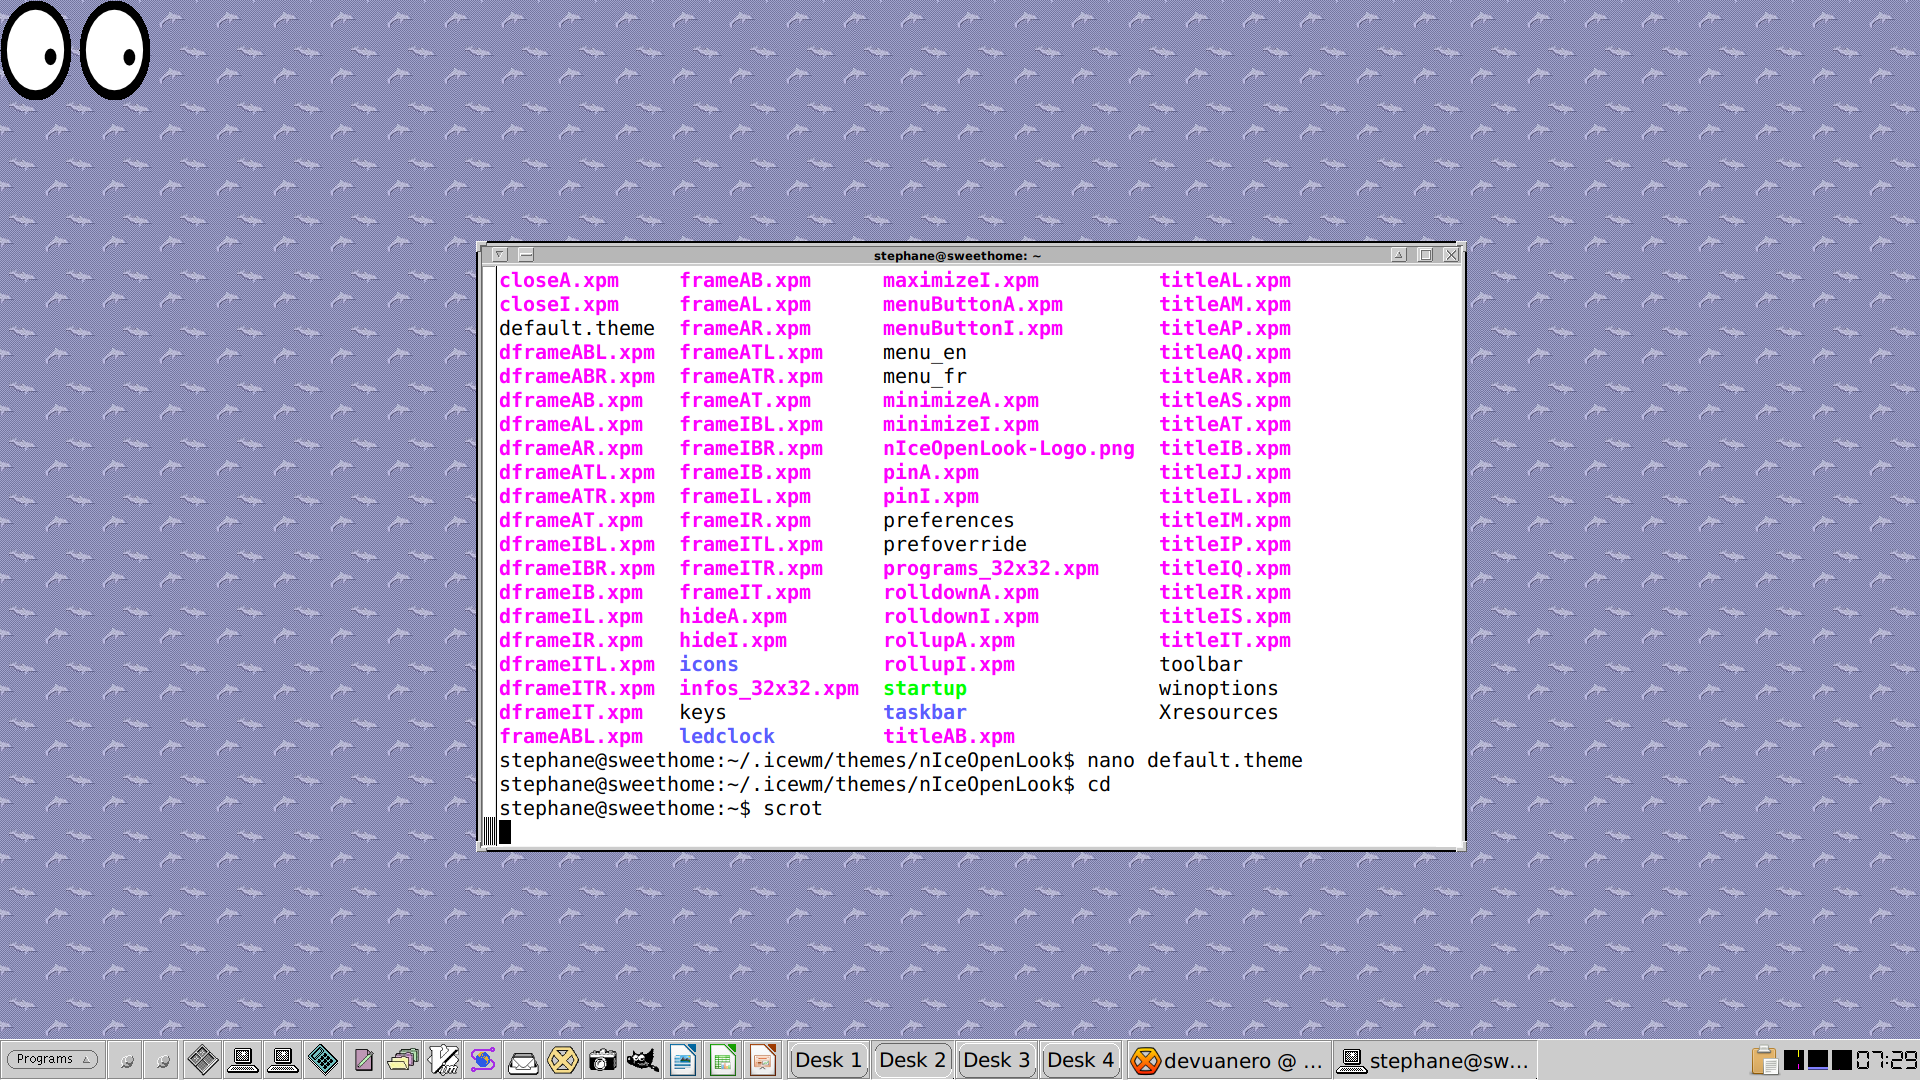 stephane@sweethome: ~
closeA.xpm frameAB.xpm maximizeI.xpm titleAL.xpm
closeI.xpm frameAL.xpm menuButtonA.xpm titleAM.xpm
default.theme frameAR.xpm menuButtonI.xpm titleAP.xpm
dframeABL.xpm frameATL.xpm menu_en titleAQ.xpm
dframeABR.xpm frameATR.xpm menu_fr titleAR.xpm
dframeAB.xpm frameAT.xpm minimizeA.xpm titleAS.xpm
dframeAL.xpm frameIBL.xpm minimizeI.xpm titleAT.xpm
dframeAR.xpm frameIBR.xpm nIceOpenLook-Logo.png titleIB.xpm
dframeATL.xpm frameIB.xpm pinA.xpm titleIJ.xpm
dframeATR.xpm frameIL.xpm pinI.xpm titleIL.xpm
dframeAT.xpm frameIR.xpm preferences titleIM.xpm
dframeIBL.xpm frameITL.xpm prefoverride titleIP.xpm
dframeIBR.xpm frameITR.xpm programs_32x32.xpm titleIQ.xpm
dframeIB.xpm frameIT.xpm rolldownA.xpm titleIR.xpm
dframeIL.xpm hideA.xpm rolldownI.xpm titleIS.xpm
dframeIR.xpm hideI.xpm rollupA.xpm titleIT.xpm
dframeITL.xpm icons rollupI.xpm toolbar
dframeITR.xpm infos_32x32.xpm startup winoptions
dframeIT.xpm keys taskbar Xresources
frameABL.xpm ledclock titleAB.xpm
stephane@sweethome:~/.icewm/themes/nIceOpenLook$ nano default.theme
stephane@sweethome:~/.icewm/themes/nIceOpenLook$ cd
stephane@sweethome:~$ scrot
Programs Desk 1 Desk 2 Desk 3 Desk 4 devuanero @ ... stephane@sw... 07:29